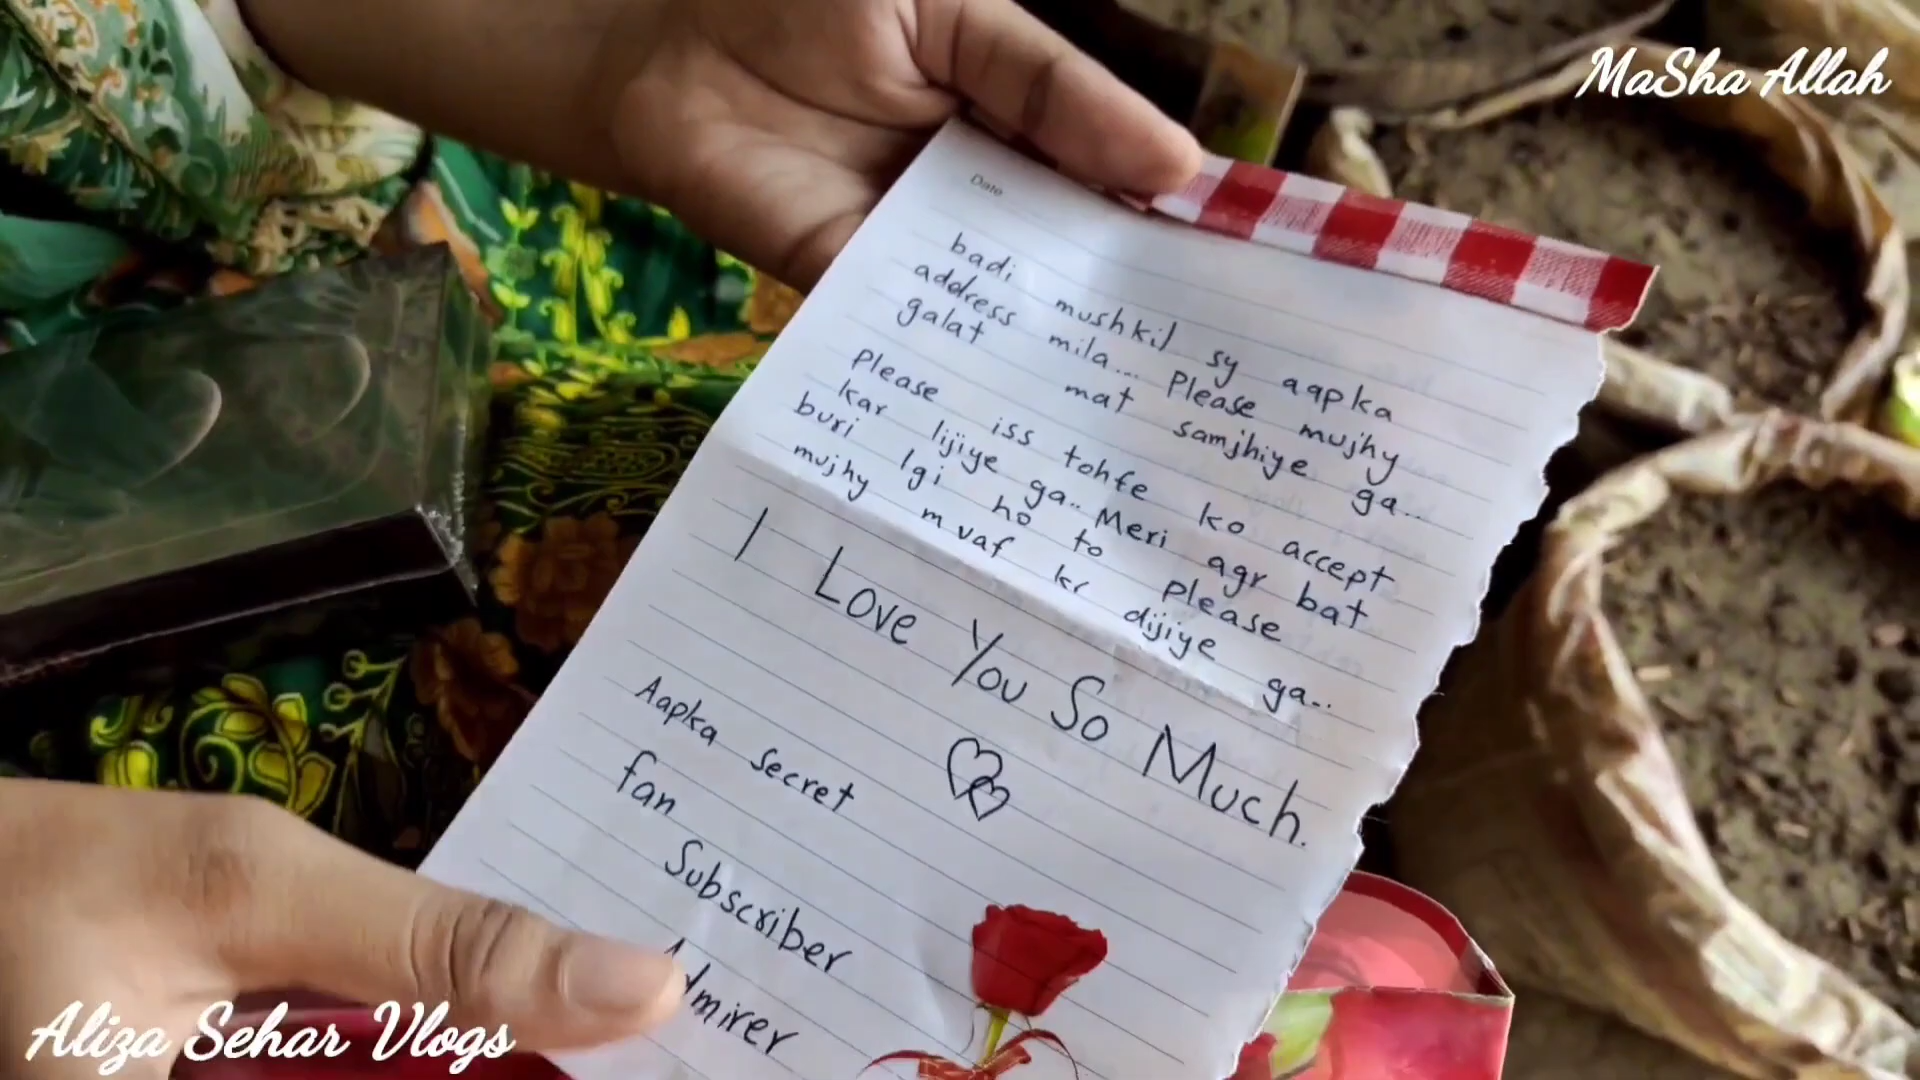 MaSha Allah
Date
badi mushkil sy aapka
address mila... Please mujhy
galat mat samjhiye ga...
Please iss tohfe ko accept
kar lijiye ga.. Meri agr bat
buri lgi ho to please
mujhy muaf kr dijiye ga...
I Love You So Much.
Aapka secret
fan
Subscriber
Admirer
Aliza Sehar Vlogs